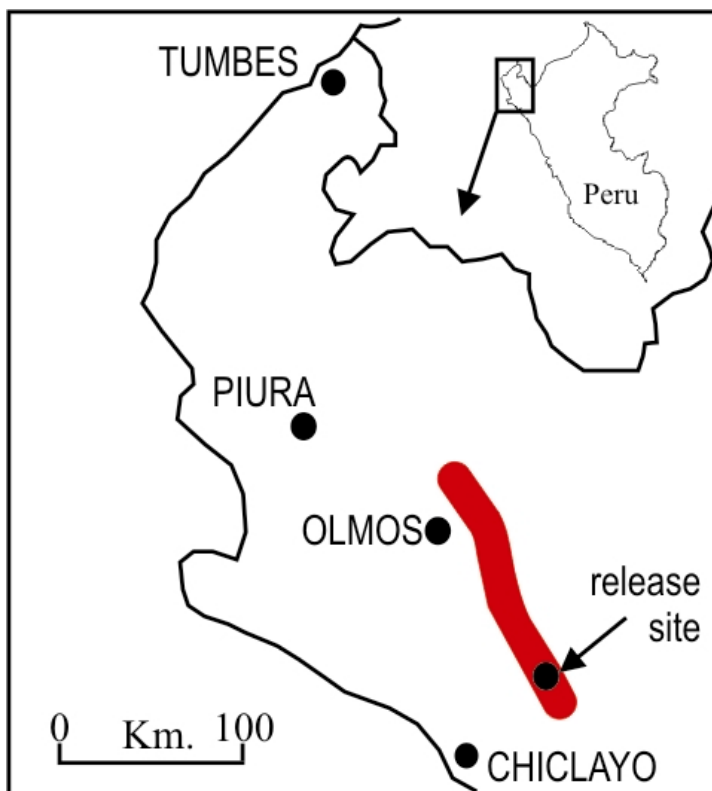 TUMBES
Peru
PIURA
OLMOS
release
site
0 Km. 100
CHICLAYO